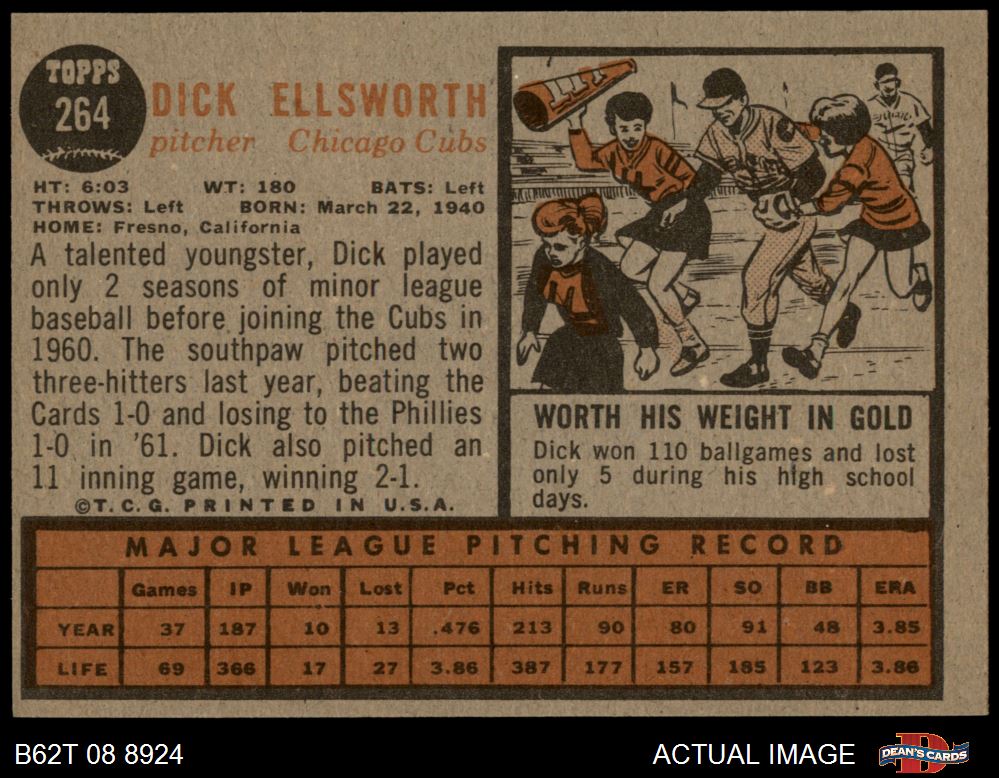 TOPPS
264
DICK ELLSWORTH
pitcher Chicago Cubs
HT: 6:03 WT: 180 BATS: Left
THROWS: Left BORN: March 22, 1940
HOME: Fresno, California
A talented youngster, Dick played
only 2 seasons of minor league
baseball before joining the Cubs in
1960. The southpaw pitched two
three-hitters last year, beating the
Cards 1-0 and losing to the Phillies
1-0 in '61. Dick also pitched an
11 inning game, winning 2-1.
©T.C.G. PRINTED IN U.S.A.
M
WORTH HIS WEIGHT IN GOLD
Dick won 110 ballgames and lost
only 5 during his high school
days.
MAJOR LEAGUE PITCHING RECORD
Games IP Won Lost Pct Hits Runs ER SO BB ERA
YEAR 37 187 10 13 .476 213 90 80 91 48 3.85
LIFE 69 366 17 27 3.86 387 177 157 185 123 3.86
B62T 08 8924 ACTUAL IMAGE DEAN'S CARDS